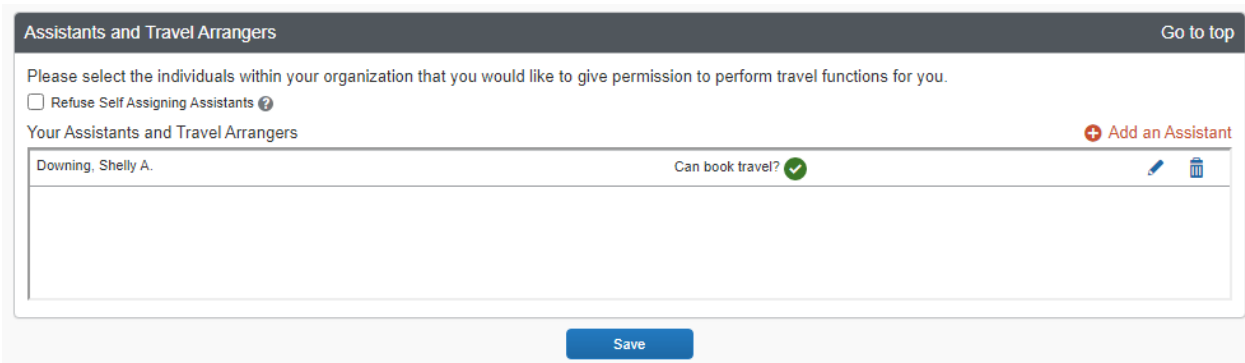 Assistants and Travel Arrangers Go to top
Please select the individuals within your organization that you would like to give permission to perform travel functions for you.
Refuse Self Assigning Assistants ?
Your Assistants and Travel Arrangers Add an Assistant
Downing, Shelly A. Can book travel?
Save